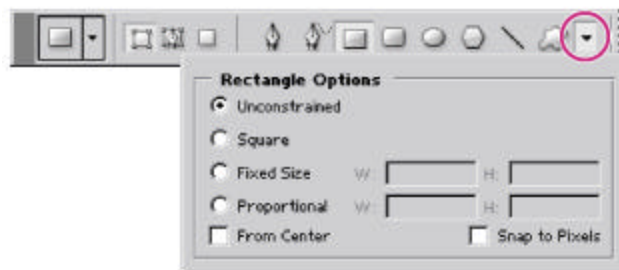 Rectangle Options
Unconstrained
Square
Fixed Size W: H:
Proportional W: H:
From Center Snap to Pixels